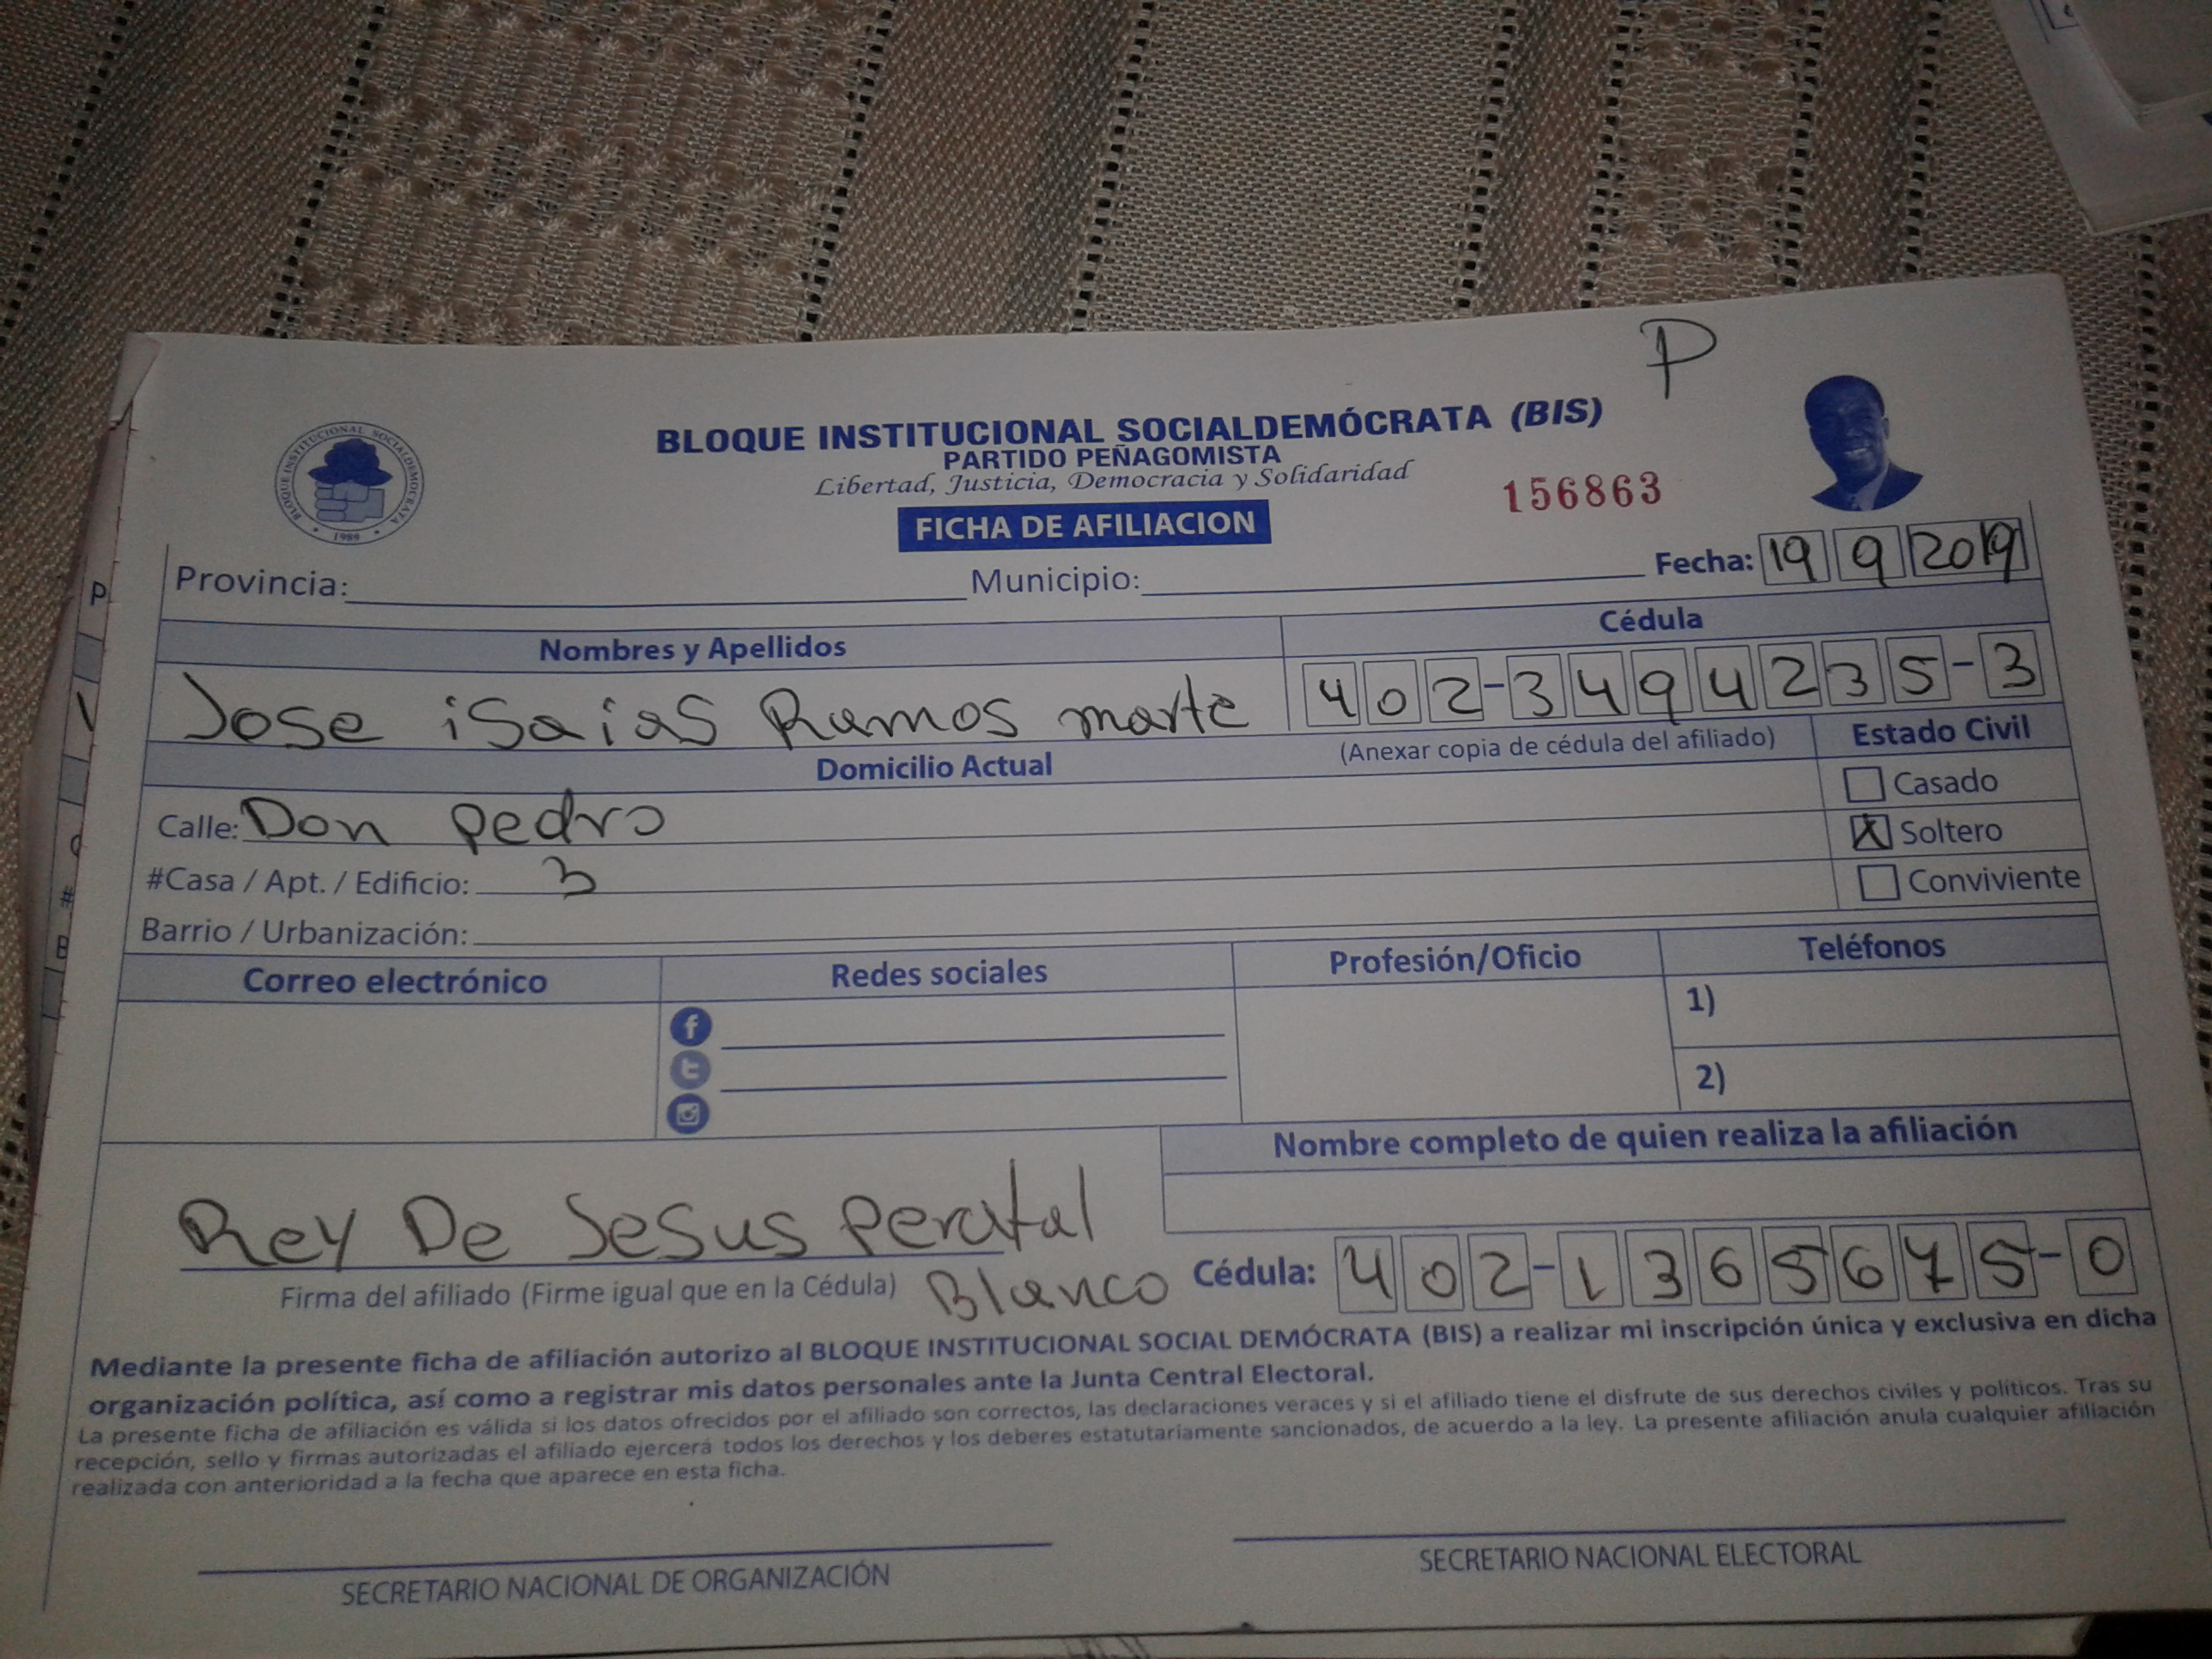 P
BLOQUE INSTITUCIONAL SOCIALDEMÓCRATA (BIS)
PARTIDO PEÑAGOMISTA
Libertad, Justicia, Democracia y Solidaridad
BLOQUE INSTITUCIONAL SOCIALDEMOCRATA
1989
156863
FICHA DE AFILIACION
Provincia: Municipio: Fecha: 19 9 2019
Nombres y Apellidos Cédula
Jose isaias Ramos marte 402-3494235-3
Domicilio Actual (Anexar copia de cédula del afiliado) Estado Civil
Casado
Calle: Don pedro
X Soltero
#Casa / Apt. / Edificio: 3
Conviviente
Barrio / Urbanización:
Correo electrónico Redes sociales Profesión/Oficio Teléfonos
1)
2)
Nombre completo de quien realiza la afiliación
Rey De Jesus
Firma del afiliado (Firme igual que en la Cédula) Blanco Cédula: 402-1365675-0
Mediante la presente ficha de afiliación autorizo al BLOQUE INSTITUCIONAL SOCIAL DEMÓCRATA (BIS) a realizar mi inscripción única y exclusiva en dicha
organización política, así como a registrar mis datos personales ante la Junta Central Electoral.
La presente ficha de afiliación es válida si los datos ofrecidos por el afiliado son correctos, las declaraciones veraces y si el afiliado tiene el disfrute de sus derechos civiles y políticos. Tras su
recepción, sello y firmas autorizadas el afiliado ejercerá todos los derechos y los deberes estatutariamente sancionados, de acuerdo a la ley. La presente afiliación anula cualquier afiliación
realizada con anterioridad a la fecha que aparece en esta ficha.
SECRETARIO NACIONAL DE ORGANIZACIÓN SECRETARIO NACIONAL ELECTORAL